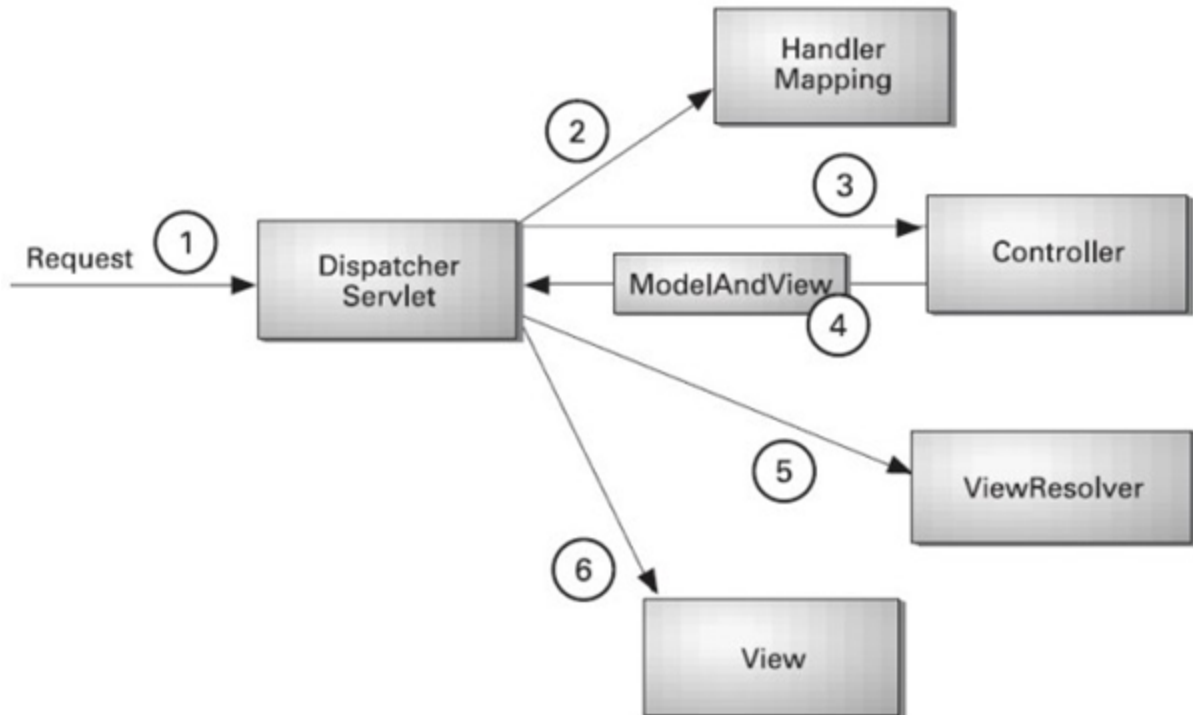 Handler
Mapping
2
3
1
Request
Dispatcher
Servlet
Controller
ModelAndView
4
5
ViewResolver
6
View